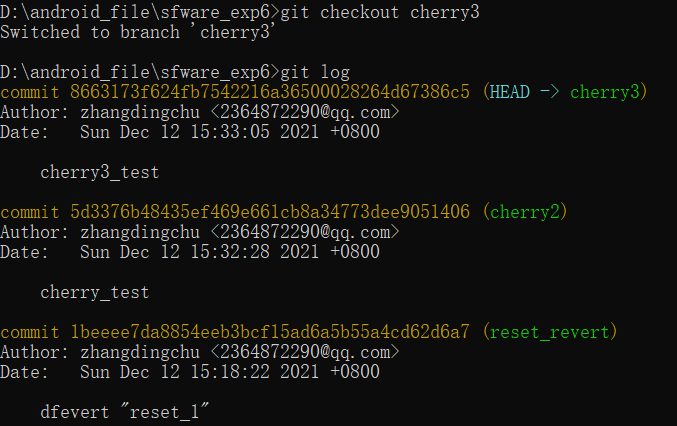 D:\android_file\sfware_exp6>git checkout cherry3
Switched to branch 'cherry3'
D:\android_file\sfware_exp6>git log
commit 8663173f624fb7542216a36500028264d67386c5 (HEAD -> cherry3)
Author: zhangdingchu <2364872290@qq.com>
Date:   Sun Dec 12 15:33:05 2021 +0800
cherry3_test
commit 5d3376b48435ef469e661cb8a34773dee9051406 (cherry2)
Author: zhangdingchu <2364872290@qq.com>
Date:   Sun Dec 12 15:32:28 2021 +0800
cherry_test
commit 1beeee7da8854eeb3bcf15ad6a5b55a4cd62d6a7 (reset_revert)
Author: zhangdingchu <2364872290@qq.com>
Date:   Sun Dec 12 15:18:22 2021 +0800
dfevert "reset_1"